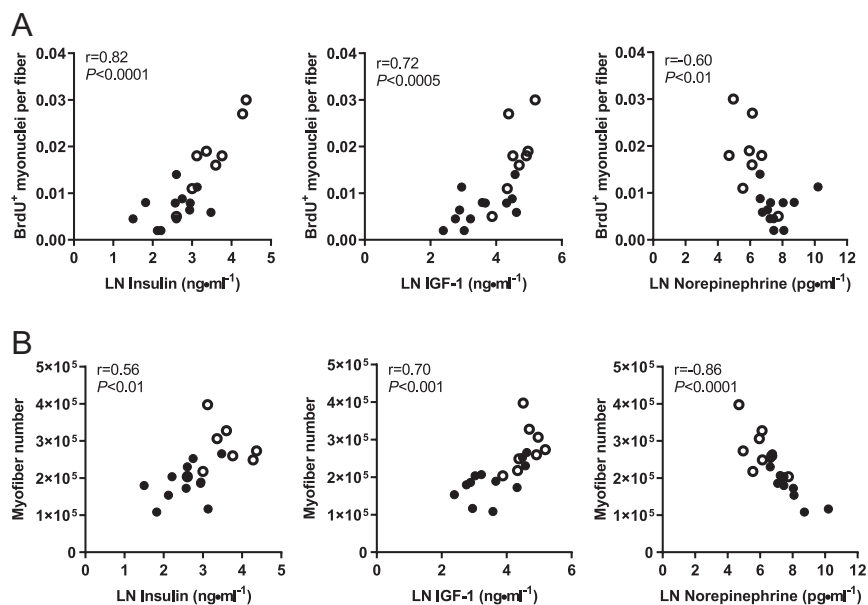 A
r=0.82
P<0.0001
r=0.72
P<0.0005
r=−0.60
P<0.01
BrdU⁺ myonuclei per fiber
0.04
0.03
0.02
0.01
0.00
0 1 2 3 4 5
LN Insulin (ng•ml⁻¹)
BrdU⁺ myonuclei per fiber
0.04
0.03
0.02
0.01
0.00
0 2 4 6
LN IGF-1 (ng•ml⁻¹)
BrdU⁺ myonuclei per fiber
0.04
0.03
0.02
0.01
0.00
0 2 4 6 8 10 12
LN Norepinephrine (pg•ml⁻¹)
B
r=0.56
P<0.01
r=0.70
P<0.001
r=−0.86
P<0.0001
Myofiber number
5×10⁵
4×10⁵
3×10⁵
2×10⁵
1×10⁵
0
0 1 2 3 4 5
LN Insulin (ng•ml⁻¹)
Myofiber number
5×10⁵
4×10⁵
3×10⁵
2×10⁵
1×10⁵
0
0 2 4 6
LN IGF-1 (ng•ml⁻¹)
Myofiber number
5×10⁵
4×10⁵
3×10⁵
2×10⁵
1×10⁵
0
0 2 4 6 8 10 12
LN Norepinephrine (pg•ml⁻¹)